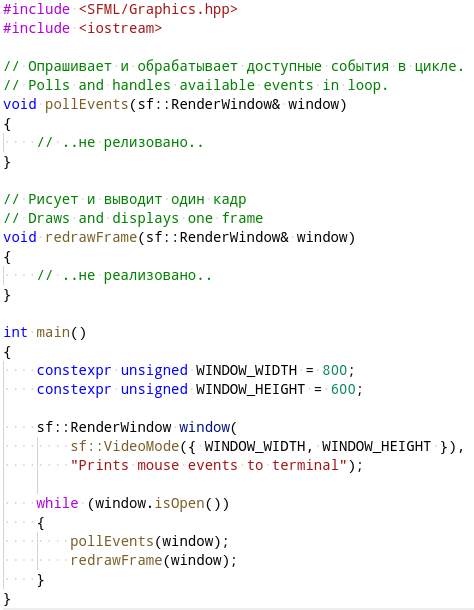 #include <SFML/Graphics.hpp>
#include <iostream>

// Опрашивает и обрабатывает доступные события в цикле.
// Polls and handles available events in loop.
void pollEvents(sf::RenderWindow& window)
{
    // ..не релизовано..
}

// Рисует и выводит один кадр
// Draws and displays one frame
void redrawFrame(sf::RenderWindow& window)
{
    // ..не реализовано..
}

int main()
{
    constexpr unsigned WINDOW_WIDTH = 800;
    constexpr unsigned WINDOW_HEIGHT = 600;

    sf::RenderWindow window(
        sf::VideoMode({ WINDOW_WIDTH, WINDOW_HEIGHT }),
        "Prints mouse events to terminal");

    while (window.isOpen())
    {
        pollEvents(window);
        redrawFrame(window);
    }
}